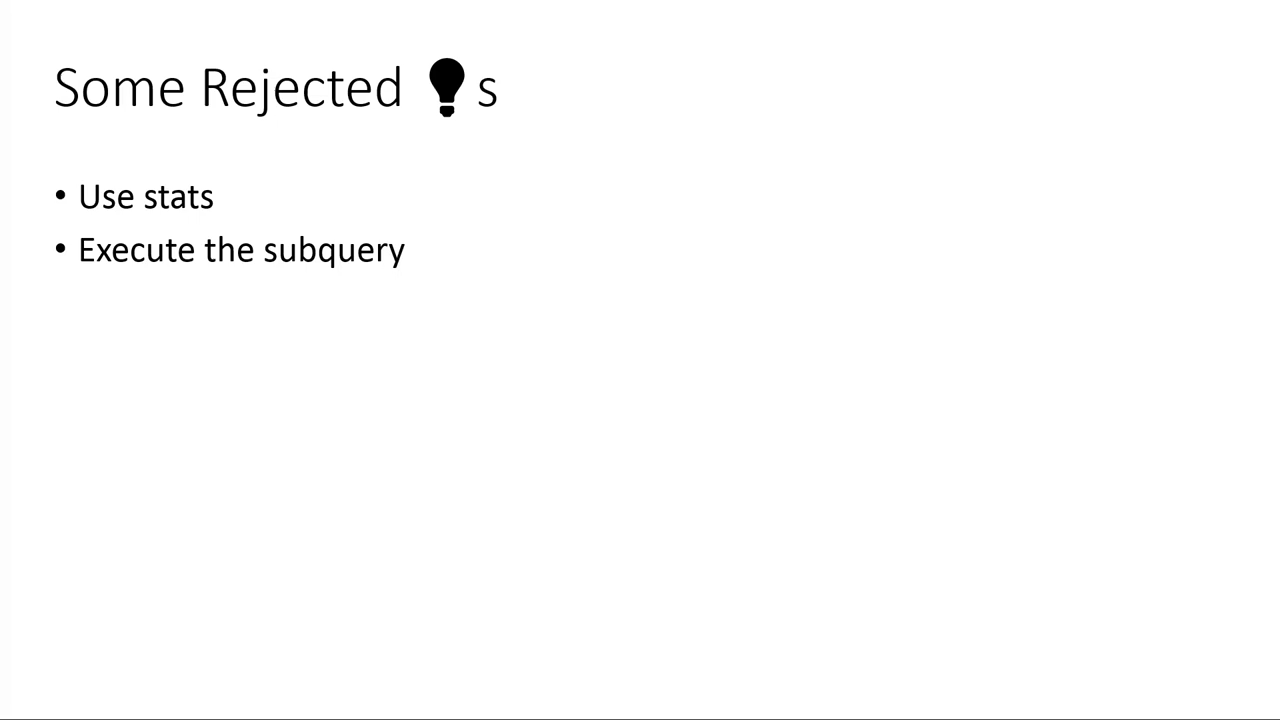 Some Rejected 💡s
• Use stats
• Execute the subquery